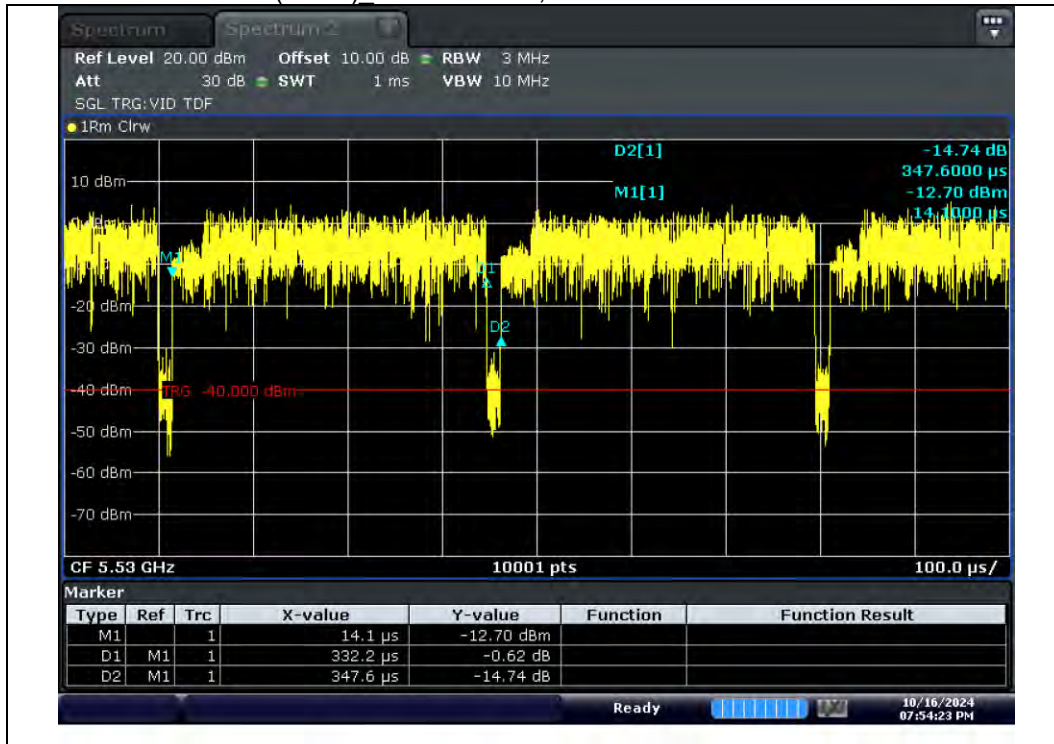 Spectrum Spectrum 2
Ref Level 20.00 dBm Offset 10.00 dB RBW 3 MHz
Att 30 dB SWT 1 ms VBW 10 MHz
SGL TRG:VID TDF
1Rm Clrw
D2[1] -14.74 dB
347.6000 µs
10 dBm
M1[1] -12.70 dBm
14.1000 µs
M1
D1
-20 dBm
D2
-30 dBm
-40 dBm TRG -40.000 dBm
-50 dBm
-60 dBm
-70 dBm
CF 5.53 GHz 10001 pts 100.0 µs/
Marker
Type Ref Trc X-value Y-value Function Function Result
M1 1 14.1 µs -12.70 dBm
D1 M1 1 332.2 µs -0.62 dB
D2 M1 1 347.6 µs -14.74 dB
Ready 10/16/2024
07:54:23 PM